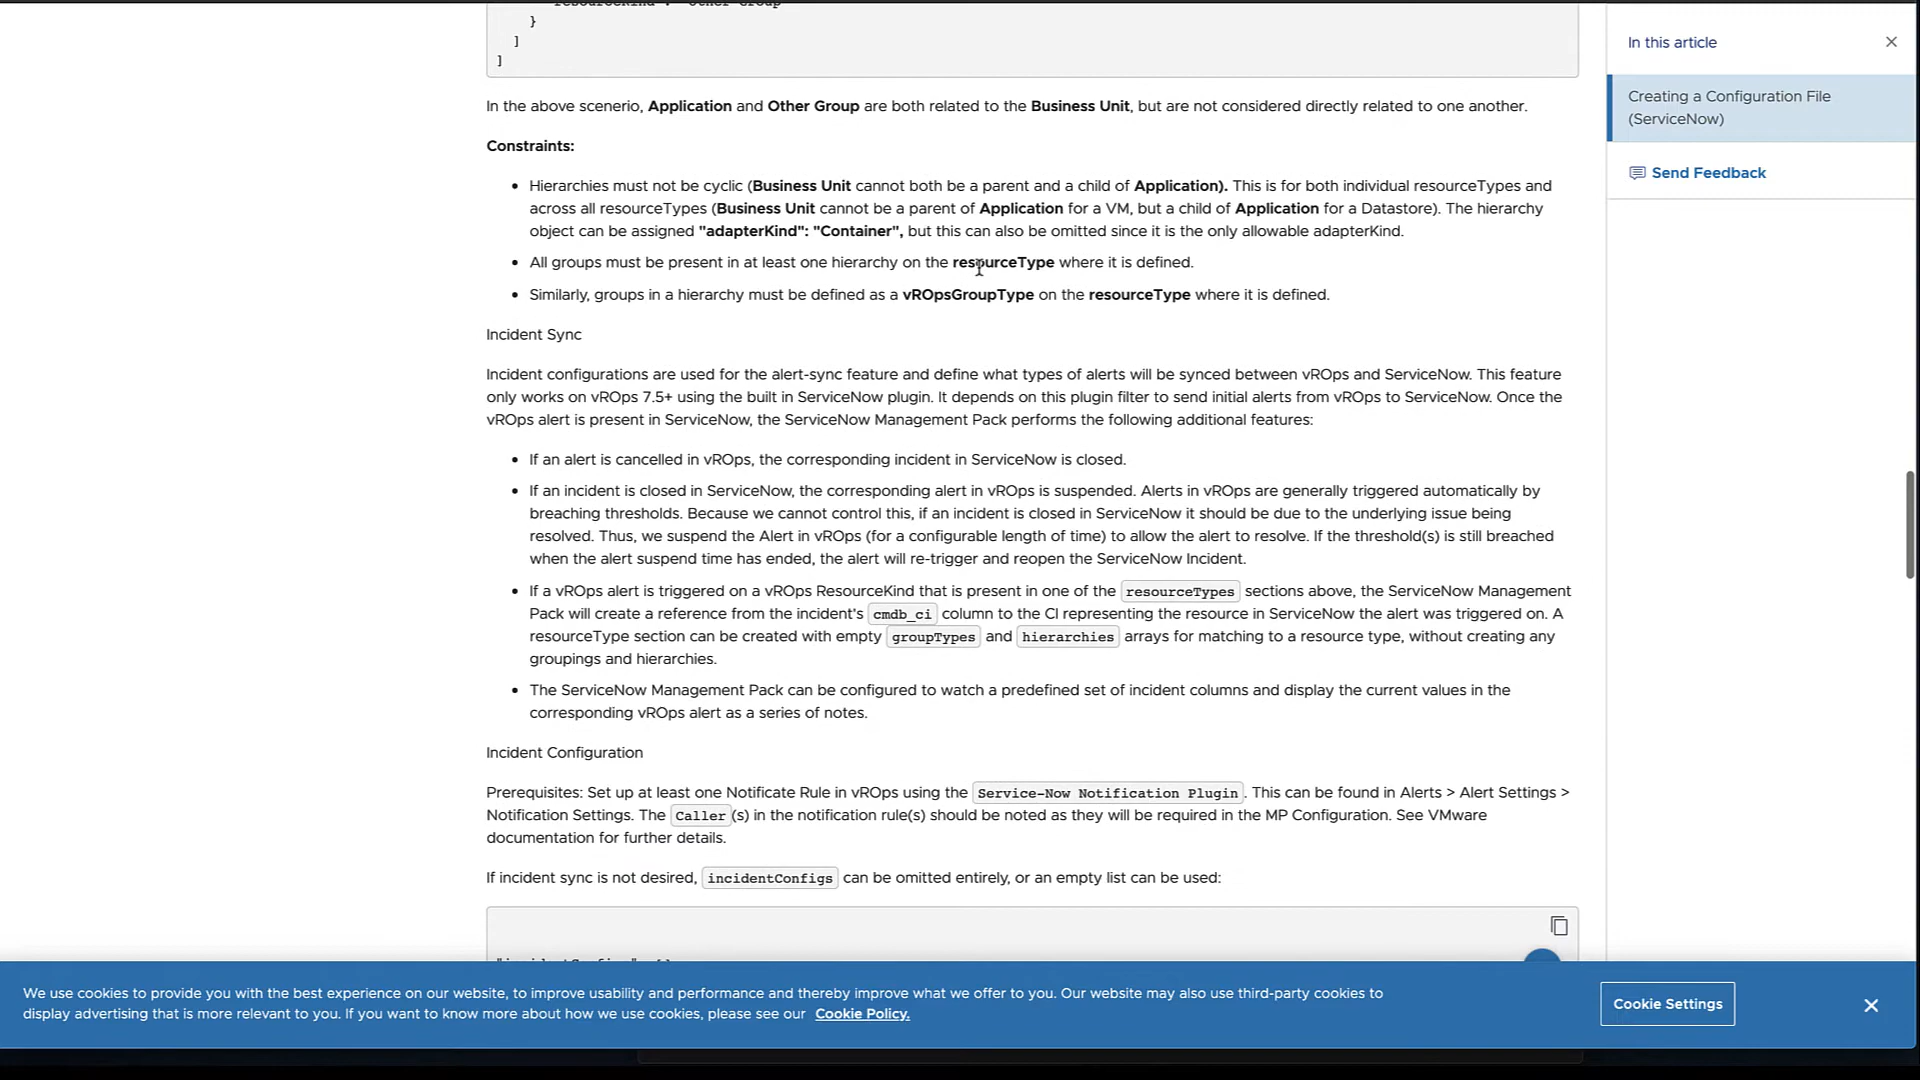 }
]
]
In this article
Creating a Configuration File
(ServiceNow)
Send Feedback
In the above scenerio, Application and Other Group are both related to the Business Unit, but are not considered directly related to one another.
Constraints:
• Hierarchies must not be cyclic (Business Unit cannot both be a parent and a child of Application). This is for both individual resourceTypes and
across all resourceTypes (Business Unit cannot be a parent of Application for a VM, but a child of Application for a Datastore). The hierarchy
object can be assigned "adapterKind": "Container", but this can also be omitted since it is the only allowable adapterKind.
• All groups must be present in at least one hierarchy on the resourceType where it is defined.
• Similarly, groups in a hierarchy must be defined as a vROpsGroupType on the resourceType where it is defined.
Incident Sync
Incident configurations are used for the alert-sync feature and define what types of alerts will be synced between vROps and ServiceNow. This feature
only works on vROps 7.5+ using the built in ServiceNow plugin. It depends on this plugin filter to send initial alerts from vROps to ServiceNow. Once the
vROps alert is present in ServiceNow, the ServiceNow Management Pack performs the following additional features:
• If an alert is cancelled in vROps, the corresponding incident in ServiceNow is closed.
• If an incident is closed in ServiceNow, the corresponding alert in vROps is suspended. Alerts in vROps are generally triggered automatically by
breaching thresholds. Because we cannot control this, if an incident is closed in ServiceNow it should be due to the underlying issue being
resolved. Thus, we suspend the Alert in vROps (for a configurable length of time) to allow the alert to resolve. If the threshold(s) is still breached
when the alert suspend time has ended, the alert will re-trigger and reopen the ServiceNow Incident.
• If a vROps alert is triggered on a vROps ResourceKind that is present in one of the resourceTypes sections above, the ServiceNow Management
Pack will create a reference from the incident's cmdb_ci column to the CI representing the resource in ServiceNow the alert was triggered on. A
resourceType section can be created with empty groupTypes and hierarchies arrays for matching to a resource type, without creating any
groupings and hierarchies.
• The ServiceNow Management Pack can be configured to watch a predefined set of incident columns and display the current values in the
corresponding vROps alert as a series of notes.
Incident Configuration
Prerequisites: Set up at least one Notificate Rule in vROps using the Service-Now Notification Plugin. This can be found in Alerts > Alert Settings >
Notification Settings. The Caller(s) in the notification rule(s) should be noted as they will be required in the MP Configuration. See VMware
documentation for further details.
If incident sync is not desired, incidentConfigs can be omitted entirely, or an empty list can be used:
We use cookies to provide you with the best experience on our website, to improve usability and performance and thereby improve what we offer to you. Our website may also use third-party cookies to
display advertising that is more relevant to you. If you want to know more about how we use cookies, please see our Cookie Policy.
Cookie Settings